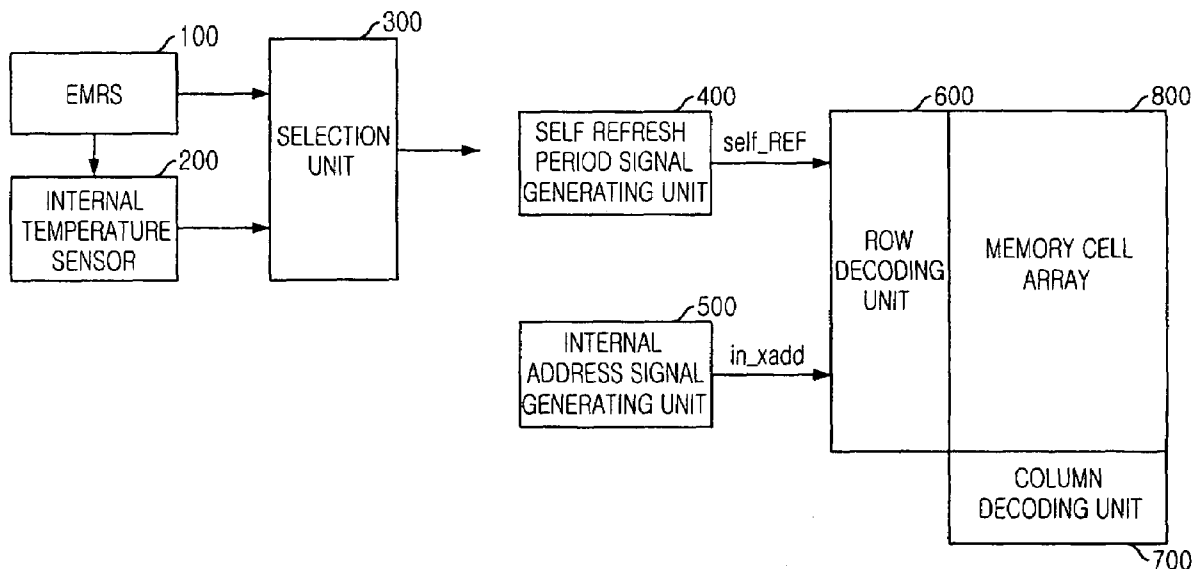 100
EMRS
200
INTERNAL
TEMPERATURE
SENSOR
300
SELECTION
UNIT
400
SELF REFRESH
PERIOD SIGNAL
GENERATING UNIT
self_REF
500
INTERNAL
ADDRESS SIGNAL
GENERATING UNIT
in_xadd
600
ROW
DECODING
UNIT
800
MEMORY CELL
ARRAY
COLUMN
DECODING UNIT
700